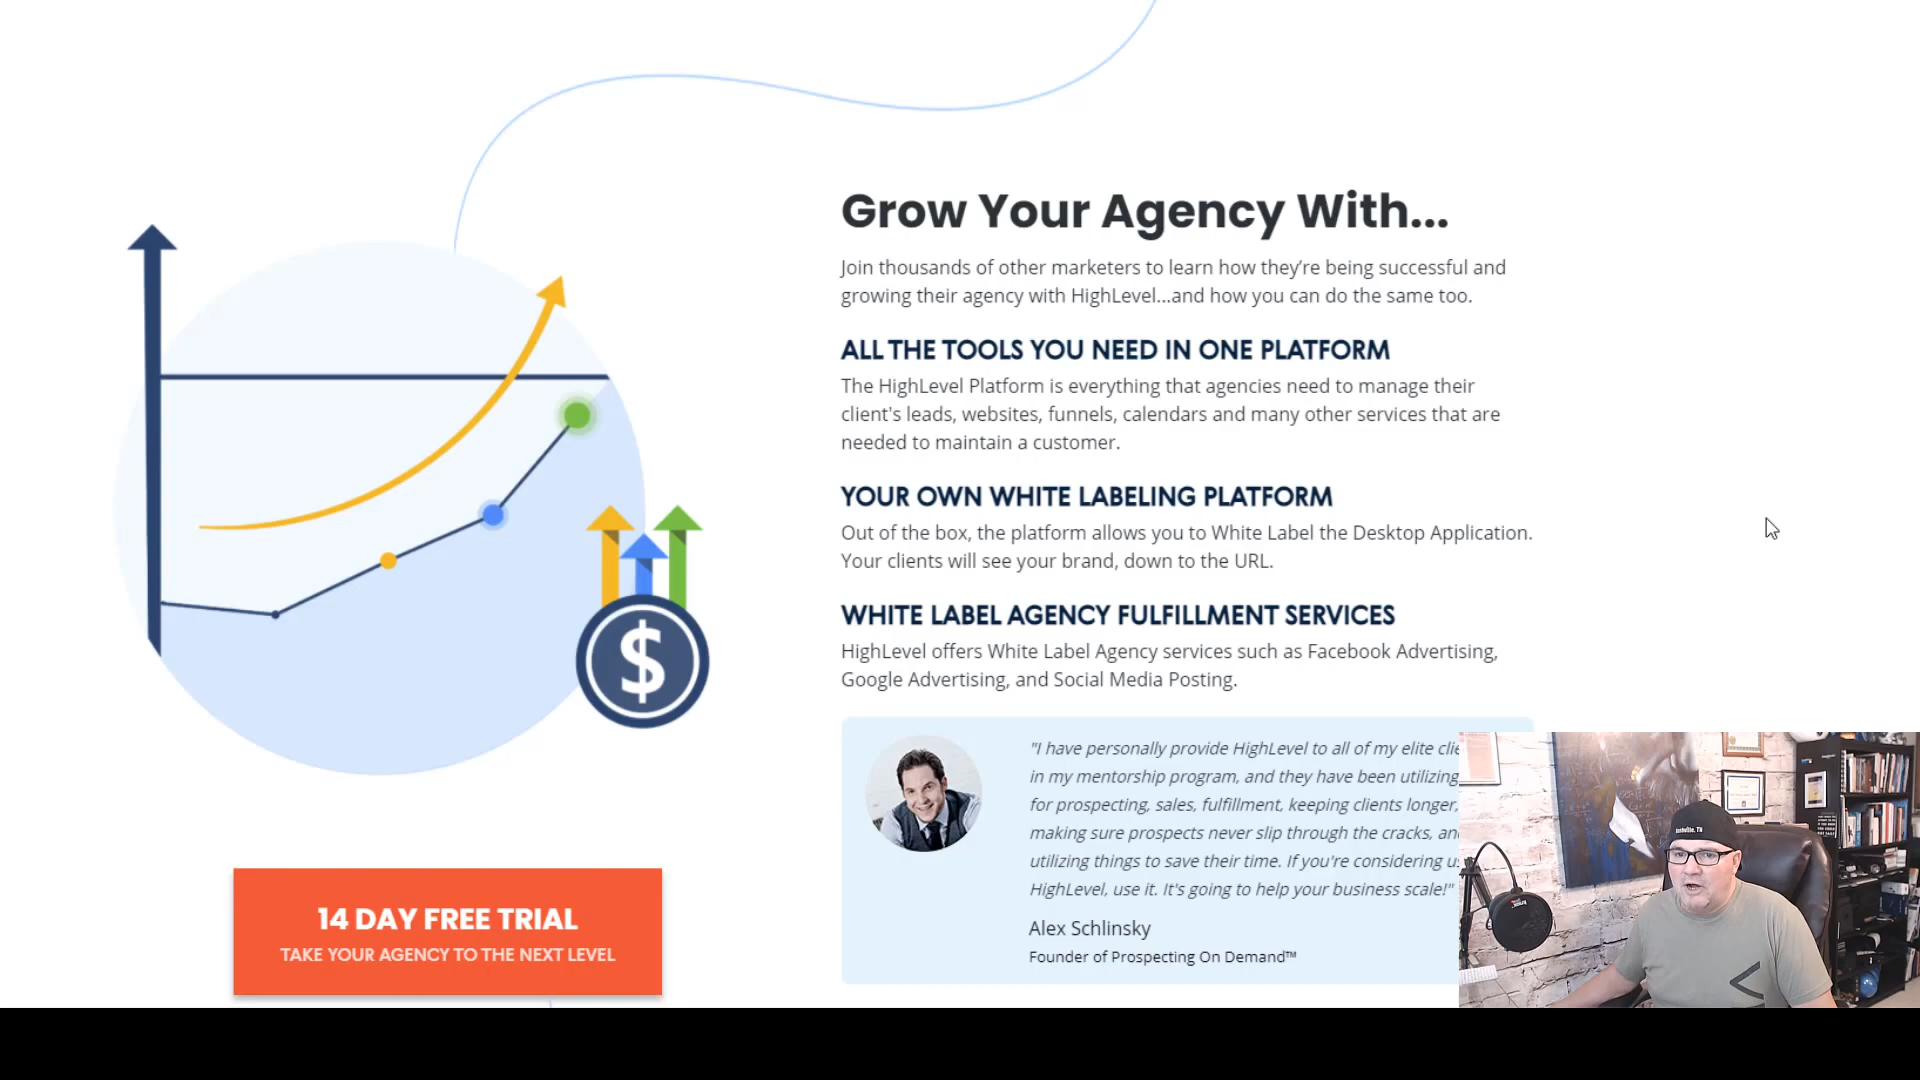 Grow Your Agency With...
Join thousands of other marketers to learn how they’re being successful and
growing their agency with HighLevel...and how you can do the same too.
ALL THE TOOLS YOU NEED IN ONE PLATFORM
The HighLevel Platform is everything that agencies need to manage their
client's leads, websites, funnels, calendars and many other services that are
needed to maintain a customer.
YOUR OWN WHITE LABELING PLATFORM
Out of the box, the platform allows you to White Label the Desktop Application.
Your clients will see your brand, down to the URL.
WHITE LABEL AGENCY FULFILLMENT SERVICES
HighLevel offers White Label Agency services such as Facebook Advertising,
Google Advertising, and Social Media Posting.
"I have personally provide HighLevel to all of my elite
in my mentorship program, and they have been utilizing
for prospecting, sales, fulfillment, keeping clients longer,
making sure prospects never slip through the cracks,
utilizing things to save their time. If you're considering
HighLevel, use it. It's going to help your business scale!"
Alex Schlinsky
Founder of Prospecting On Demand™
$
14 DAY FREE TRIAL
TAKE YOUR AGENCY TO THE NEXT LEVEL
Nashville, TN